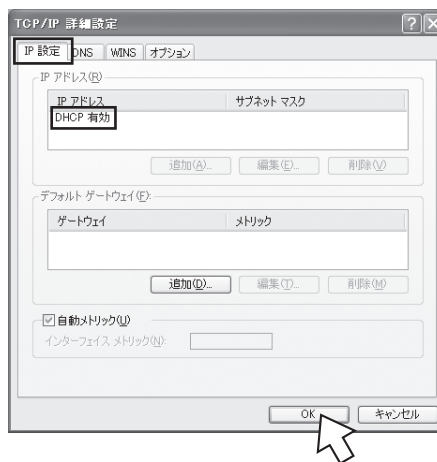 TCP/IP 詳細設定
IP 設定 DNS WINS オプション
IP アドレス(R)
IP アドレス サブネット マスク
DHCP 有効
追加(A)... 編集(E)... 削除(V)
デフォルト ゲートウェイ(F):
ゲートウェイ メトリック
追加(D)... 編集(T)... 削除(M)
自動メトリック(U)
インターフェイス メトリック(N):
OK キャンセル